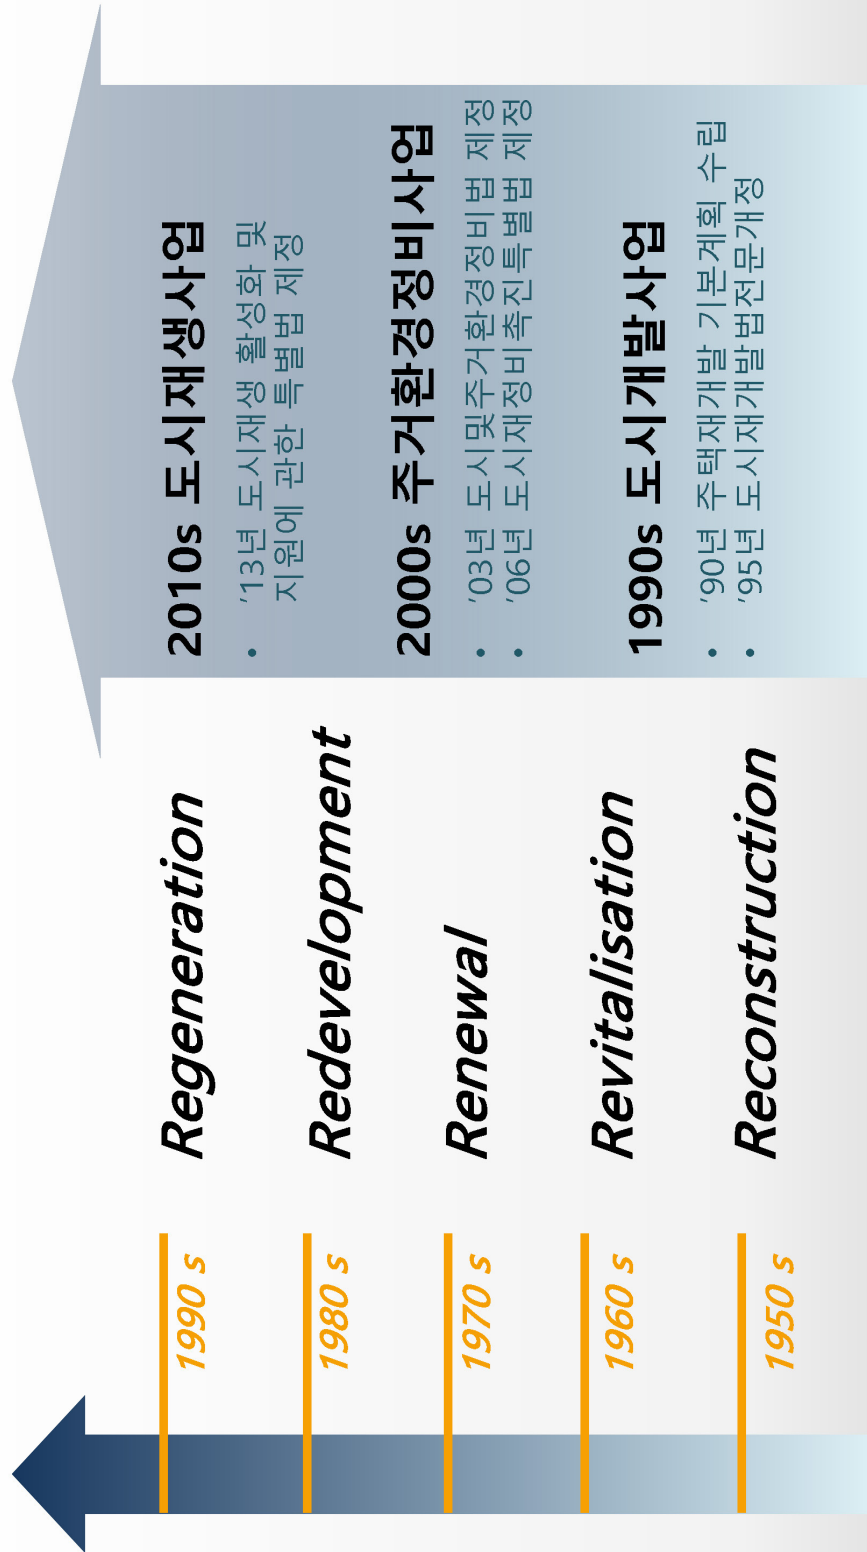 1990 s
Regeneration
1980 s
Redevelopment
1970 s
Renewal
1960 s
Revitalisation
1950 s
Reconstruction
2010s 도시재생사업
• ‘13년 도시재생 활성화 및
지원에 관한 특별법 제정
2000s 주거환경정비사업
• ‘03년 도시및주거환경정비법 제정
• ‘06년 도시재정비촉진특별법 제정
1990s 도시개발사업
• ‘90년 주택재개발 기본계획 수립
• ‘95년 도시재개발법전문개정